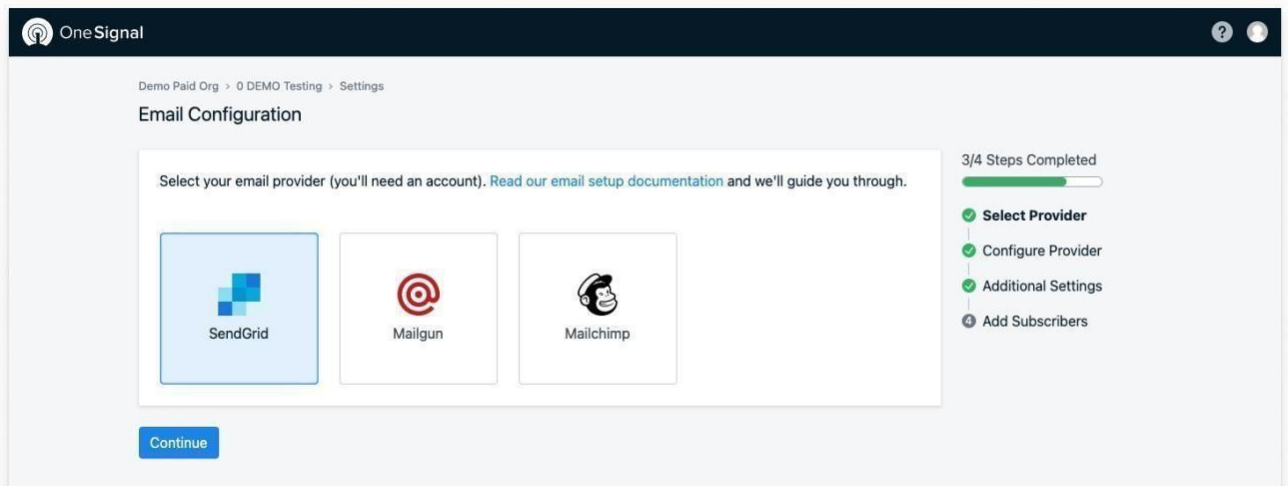 OneSignal
?
Demo Paid Org > 0 DEMO Testing > Settings
Email Configuration
Select your email provider (you'll need an account). Read our email setup documentation and we'll guide you through.
SendGrid
Mailgun
Mailchimp
Continue
3/4 Steps Completed
Select Provider
Configure Provider
Additional Settings
4 Add Subscribers